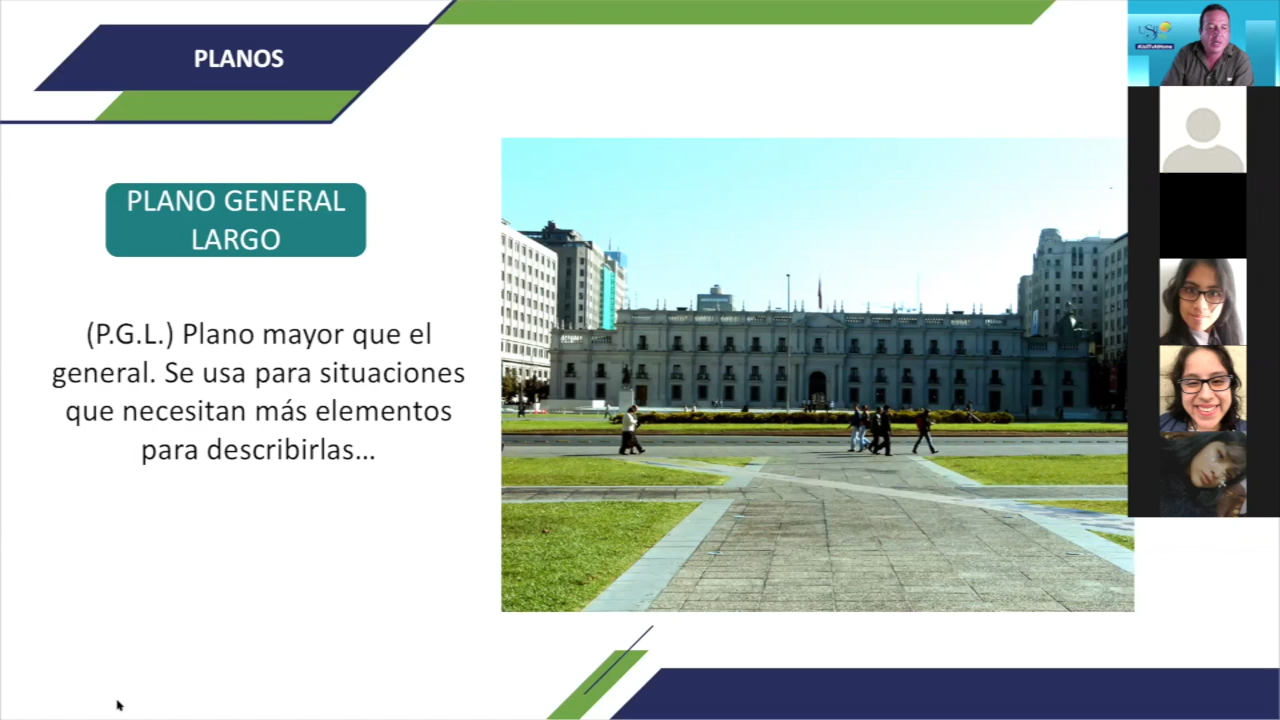 PLANOS
PLANO GENERAL
LARGO
(P.G.L.) Plano mayor que el
general. Se usa para situaciones
que necesitan más elementos
para describirlas...